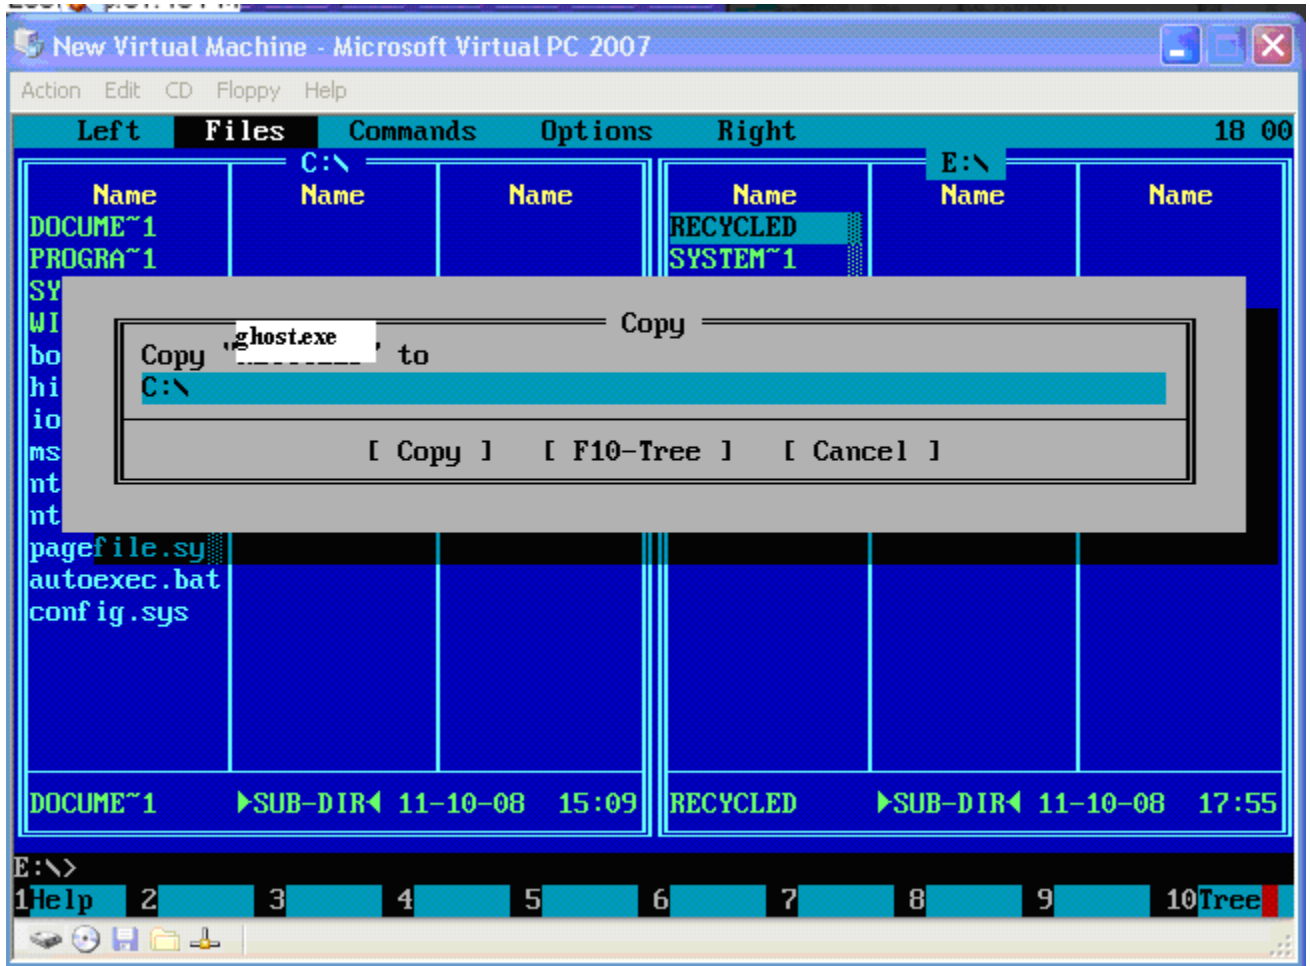 New Virtual Machine - Microsoft Virtual PC 2007
Action Edit CD Floppy Help
Left Files Commands Options Right 18 00
C:\ E:\
Name Name Name Name Name Name
DOCUME~1 RECYCLED
PROGRA~1 SYSTEM~1
SY
WI Copy
ghost.exe
bo Copy " " to
hi C:\
io
ms [ Copy ] [ F10-Tree ] [ Cancel ]
nt
nt
pagefile.sy
autoexec.bat
config.sys
DOCUME~1 ►SUB-DIR◄ 11-10-08 15:09 RECYCLED ►SUB-DIR◄ 11-10-08 17:55
E:\>
1Help 2 3 4 5 6 7 8 9 10Tree